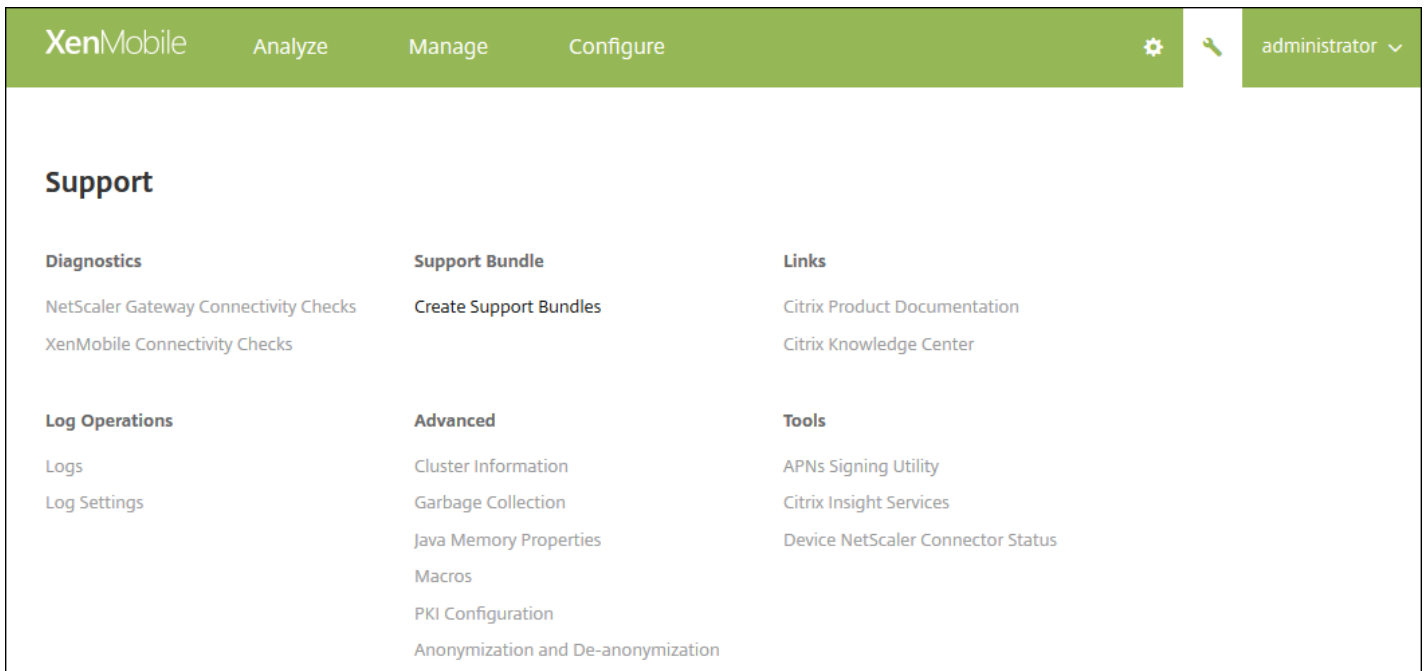 XenMobile Analyze Manage Configure administrator
Support
Diagnostics Support Bundle Links
NetScaler Gateway Connectivity Checks Create Support Bundles Citrix Product Documentation
XenMobile Connectivity Checks Citrix Knowledge Center
Log Operations Advanced Tools
Logs Cluster Information APNs Signing Utility
Log Settings Garbage Collection Citrix Insight Services
Java Memory Properties Device NetScaler Connector Status
Macros
PKI Configuration
Anonymization and De-anonymization